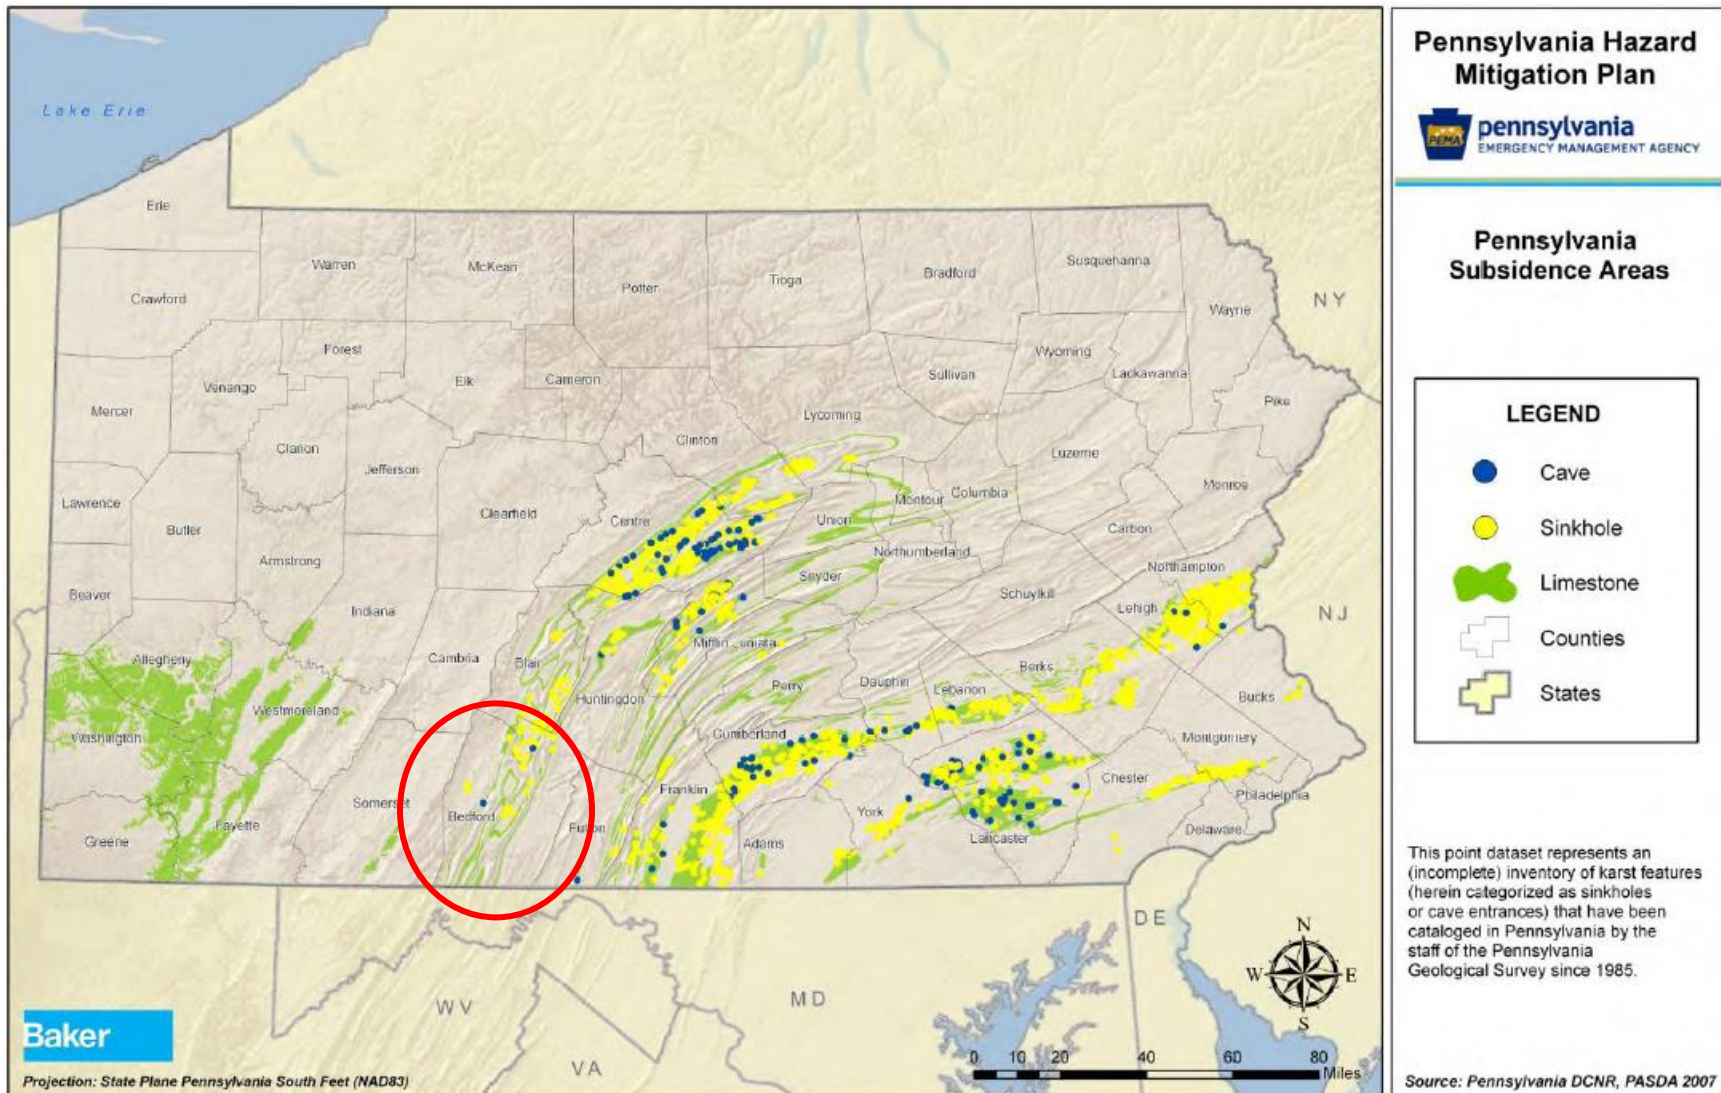 Lake Erie
Erie
Warren
McKean
Potter
Tioga
Bradford
Susquehanna
Crawford
Wayne
NY
Forest
Wyoming
Venango
Elk
Cameron
Sullivan
Lackawanna
Mercer
Lycoming
Pike
Clinton
Clarion
Jefferson
Luzerne
Lawrence
Clearfield
Centre
Union
Montour
Columbia
Monroe
Butler
Carbon
Armstrong
Northumberland
Northampton
Beaver
Snyder
Schuylkill
Indiana
Lehigh
NJ
Allegheny
Cambria
Blair
Mifflin
Juniata
Berks
Westmoreland
Huntingdon
Perry
Dauphin
Lebanon
Bucks
Washington
Cumberland
Montgomery
Somerset
Bedford
Franklin
Chester
Philadelphia
Greene
Fayette
Fulton
Adams
York
Lancaster
Delaware
DE
WV
MD
VA
N
W
E
S
0 10 20 40 60 80
Miles
Baker
Projection: State Plane Pennsylvania South Feet (NAD83)
Pennsylvania Hazard
Mitigation Plan
PEMA
pennsylvania
EMERGENCY MANAGEMENT AGENCY
Pennsylvania
Subsidence Areas
LEGEND
Cave
Sinkhole
Limestone
Counties
States
This point dataset represents an
(incomplete) inventory of karst features
(herein categorized as sinkholes
or cave entrances) that have been
cataloged in Pennsylvania by the
staff of the Pennsylvania
Geological Survey since 1985.
Source: Pennsylvania DCNR, PASDA 2007